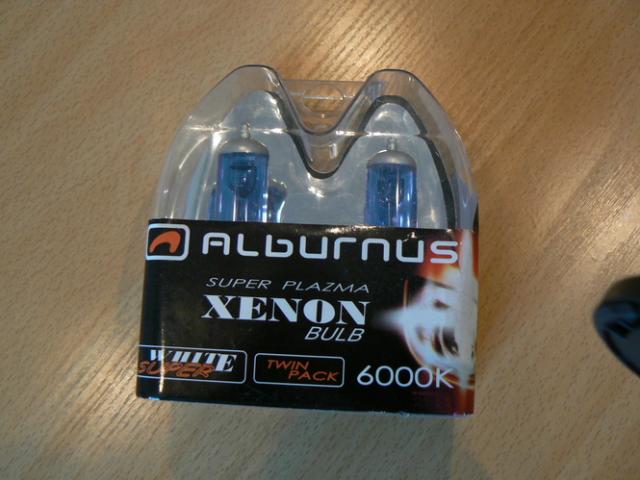 ALBURNUS
SUPER PLAZMA
XENON
BULB
WHITE
SUPER
TWIN
PACK
6000K